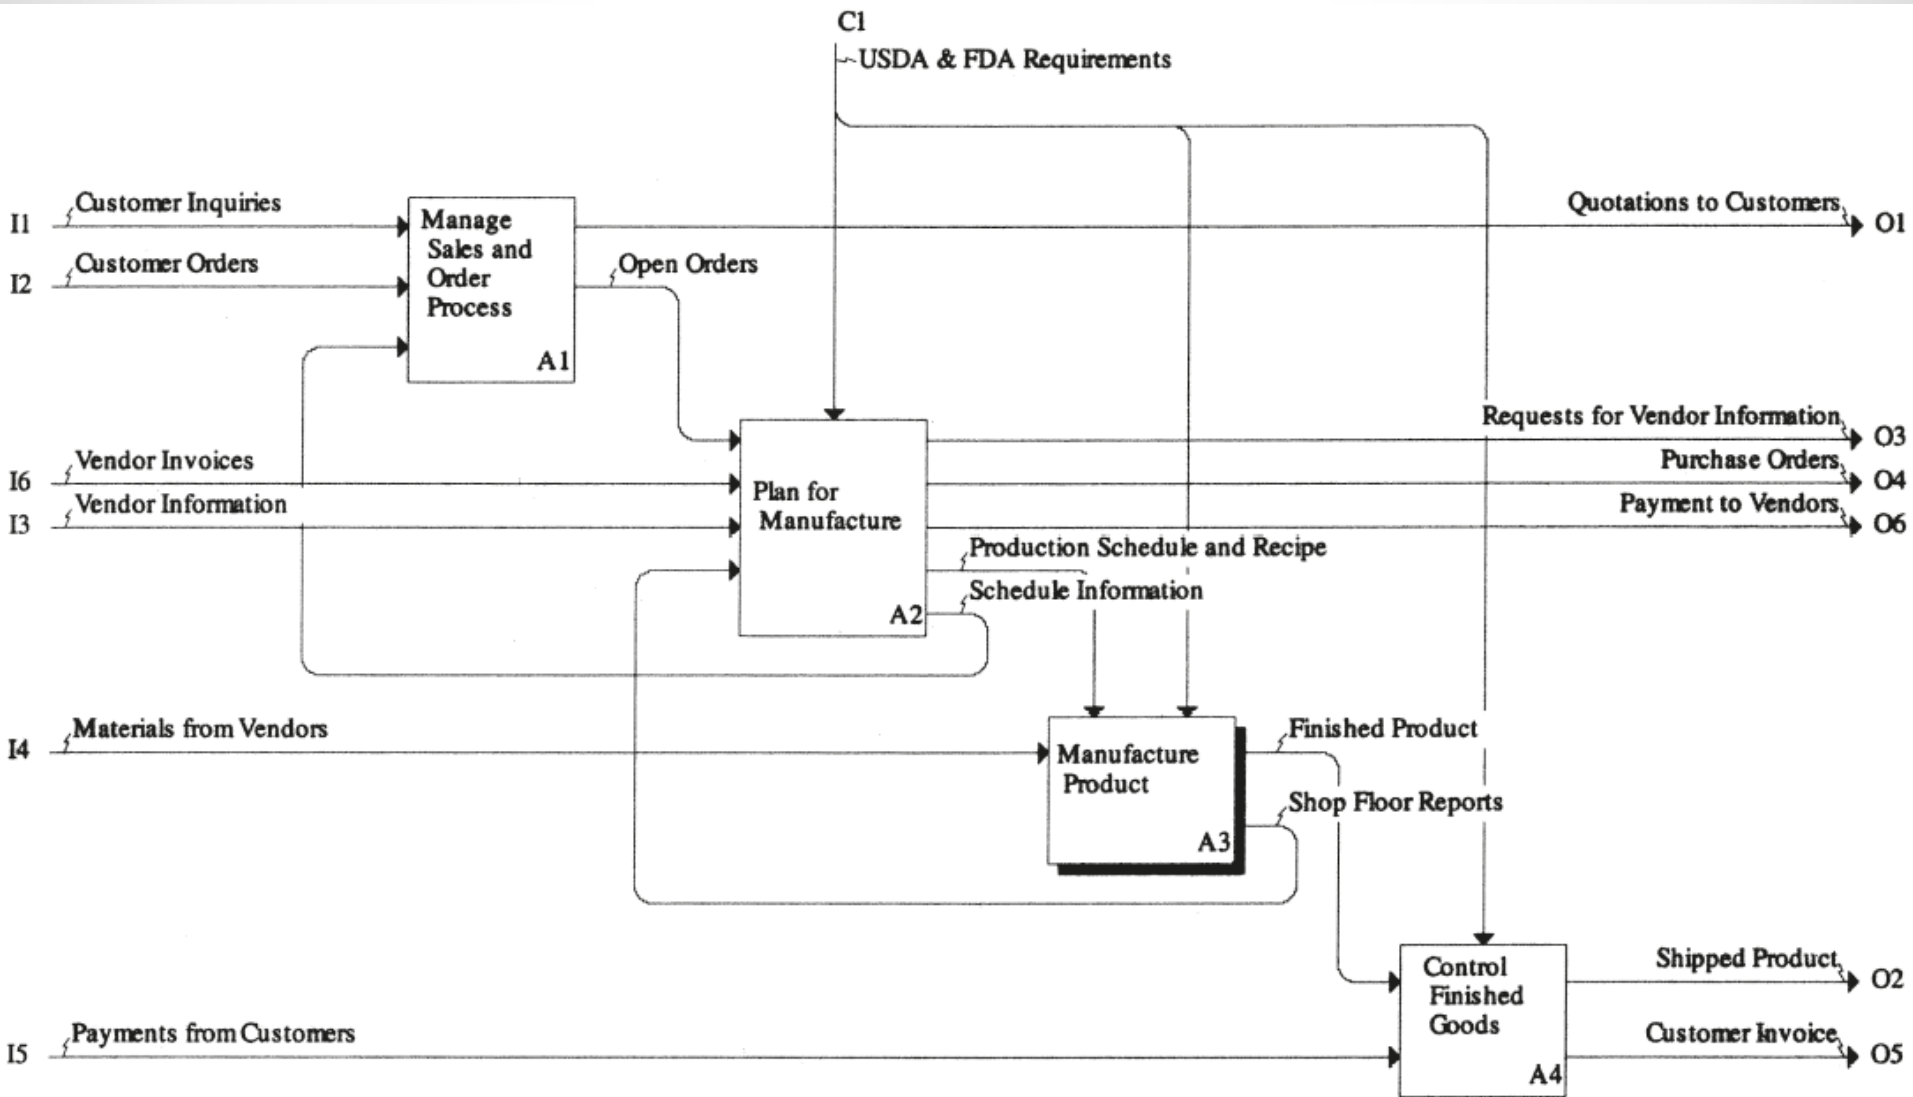 C1
USDA & FDA Requirements
Customer Inquiries
I1
Manage
Sales and
Order
Process
A1
Quotations to Customers
O1
Customer Orders
I2
Open Orders
Requests for Vendor Information
O3
Vendor Invoices
I6
Purchase Orders
O4
Plan for
Manufacture
A2
Vendor Information
I3
Payment to Vendors
O6
Production Schedule and Recipe
Schedule Information
Materials from Vendors
I4
Manufacture
Product
A3
Finished Product
Shop Floor Reports
Control
Finished
Goods
A4
Shipped Product
O2
Payments from Customers
I5
Customer Invoice
O5